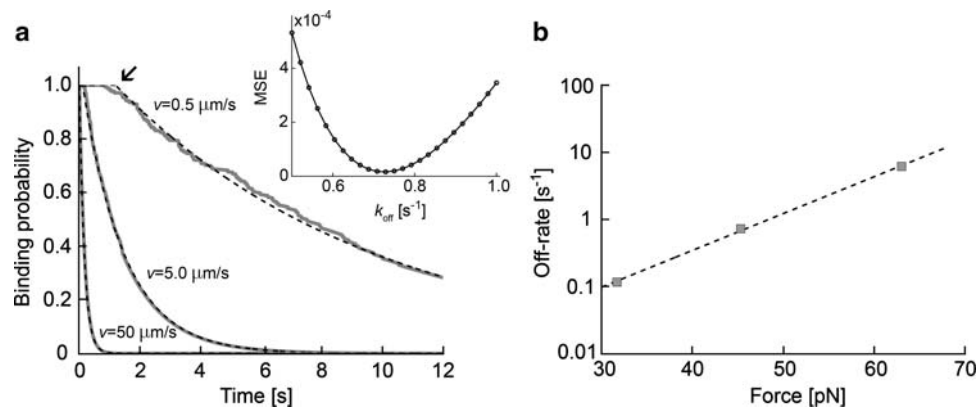 a
Binding probability
1.0
0.8
0.6
0.4
0.2
0
0 2 4 6 8 10 12
Time [s]
v=0.5 μm/s
v=5.0 μm/s
v=50 μm/s
x10-4
MSE
4
2
0
0.6 0.8 1.0
koff [s-1]
b
Off-rate [s-1]
100
10
1
0.1
0.01
30 40 50 60 70
Force [pN]